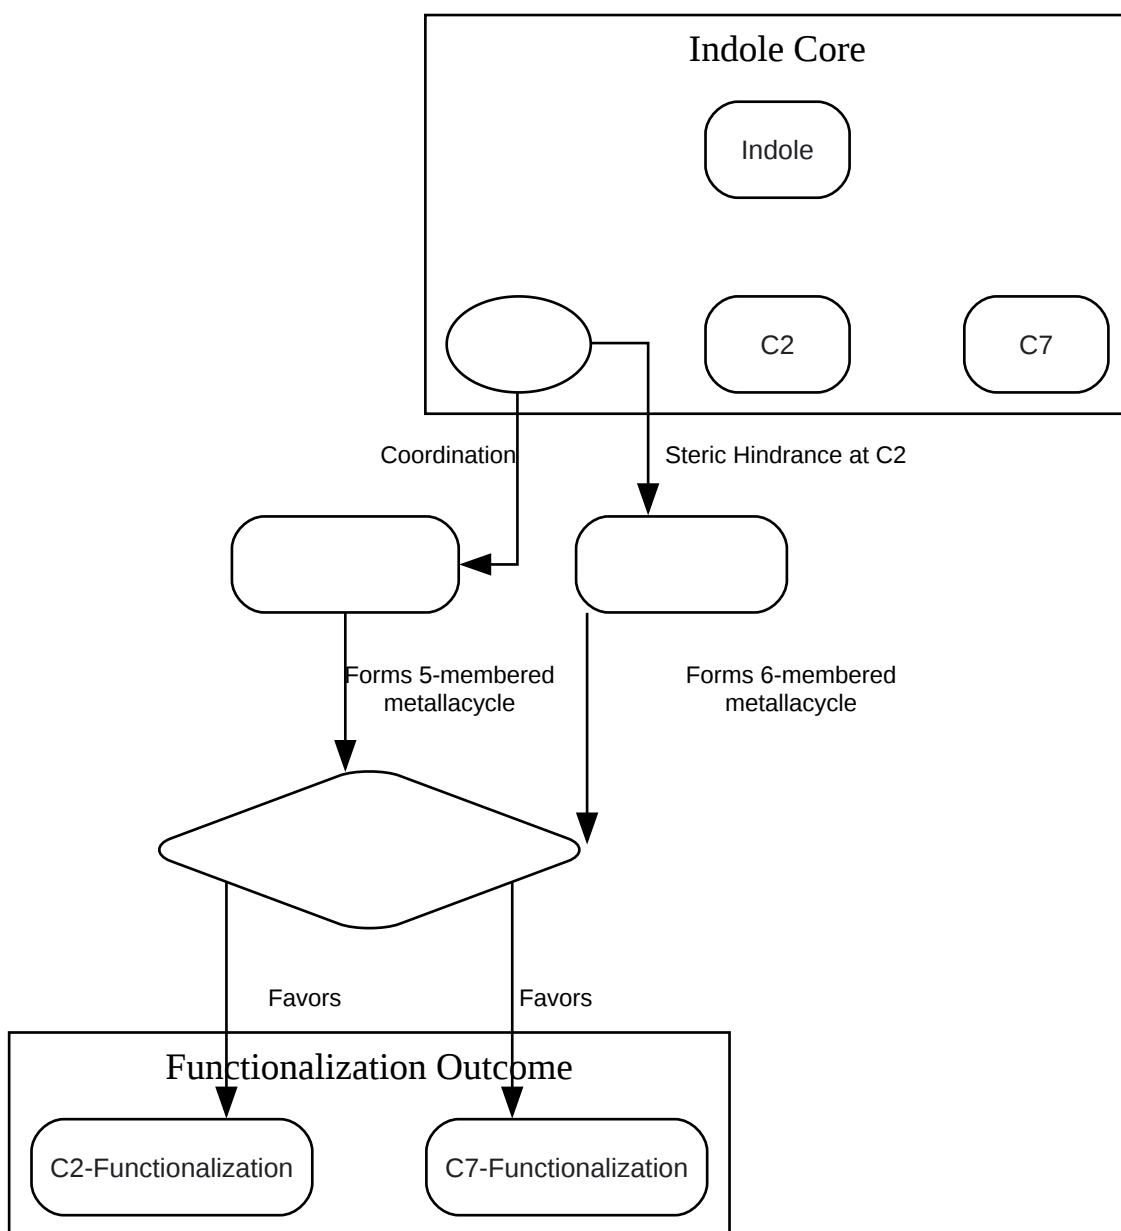 Indole Core
Indole
C2
C7
Coordination
Steric Hindrance at C2
Forms 5-membered
metallacycle
Forms 6-membered
metallacycle
Favors
Favors
Functionalization Outcome
C2-Functionalization
C7-Functionalization